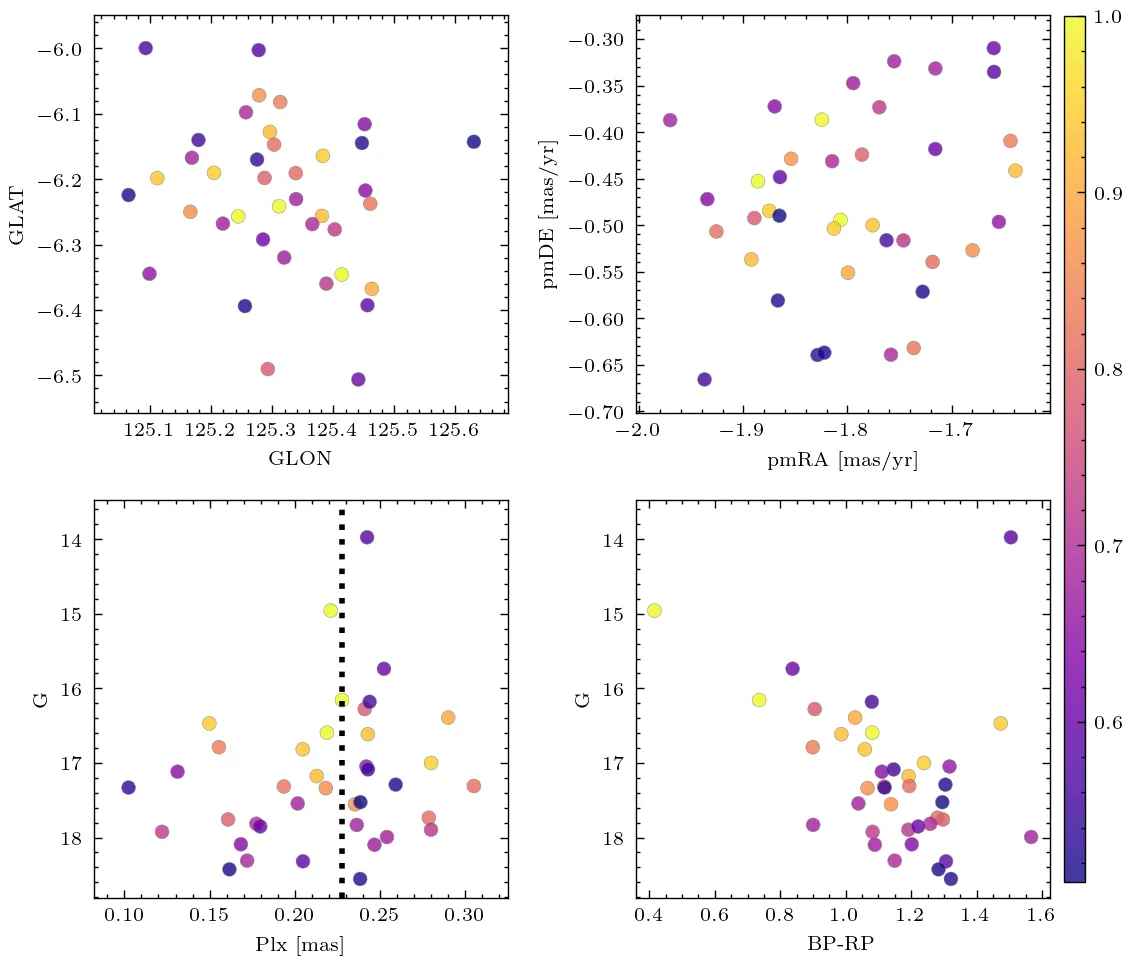 −6.0
−6.1
−6.2
−6.3
−6.4
−6.5
GLAT
125.1 125.2 125.3 125.4 125.5 125.6
GLON
−0.30
−0.35
−0.40
−0.45
−0.50
−0.55
−0.60
−0.65
−0.70
pmDE [mas/yr]
−2.0 −1.9 −1.8 −1.7
pmRA [mas/yr]
14
15
16
17
18
G
0.10 0.15 0.20 0.25 0.30
Plx [mas]
14
15
16
17
18
G
0.4 0.6 0.8 1.0 1.2 1.4 1.6
BP-RP
1.0
0.9
0.8
0.7
0.6